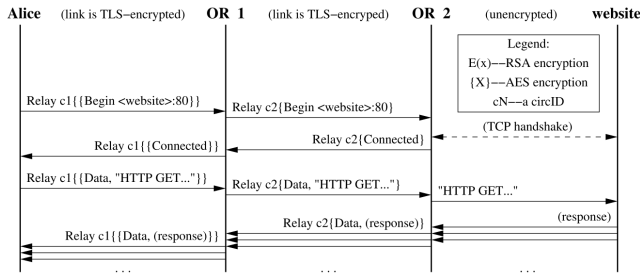 Alice (link is TLS−encrypted) OR 1 (link is TLS−encrypted) OR 2 (unencrypted) website
Legend:
E(x)−−RSA encryption
{X}−−AES encryption
cN−−a circID
Relay c1{{Begin <website>:80}}
Relay c2{Begin <website>:80}
(TCP handshake)
Relay c2{Connected}
Relay c1{{Connected}}
Relay c1{{Data, "HTTP GET..."}}
Relay c2{Data, "HTTP GET..."}
"HTTP GET..."
(response)
Relay c2{Data, (response)}
Relay c1{{Data, (response)}}
. . . . . . . . .